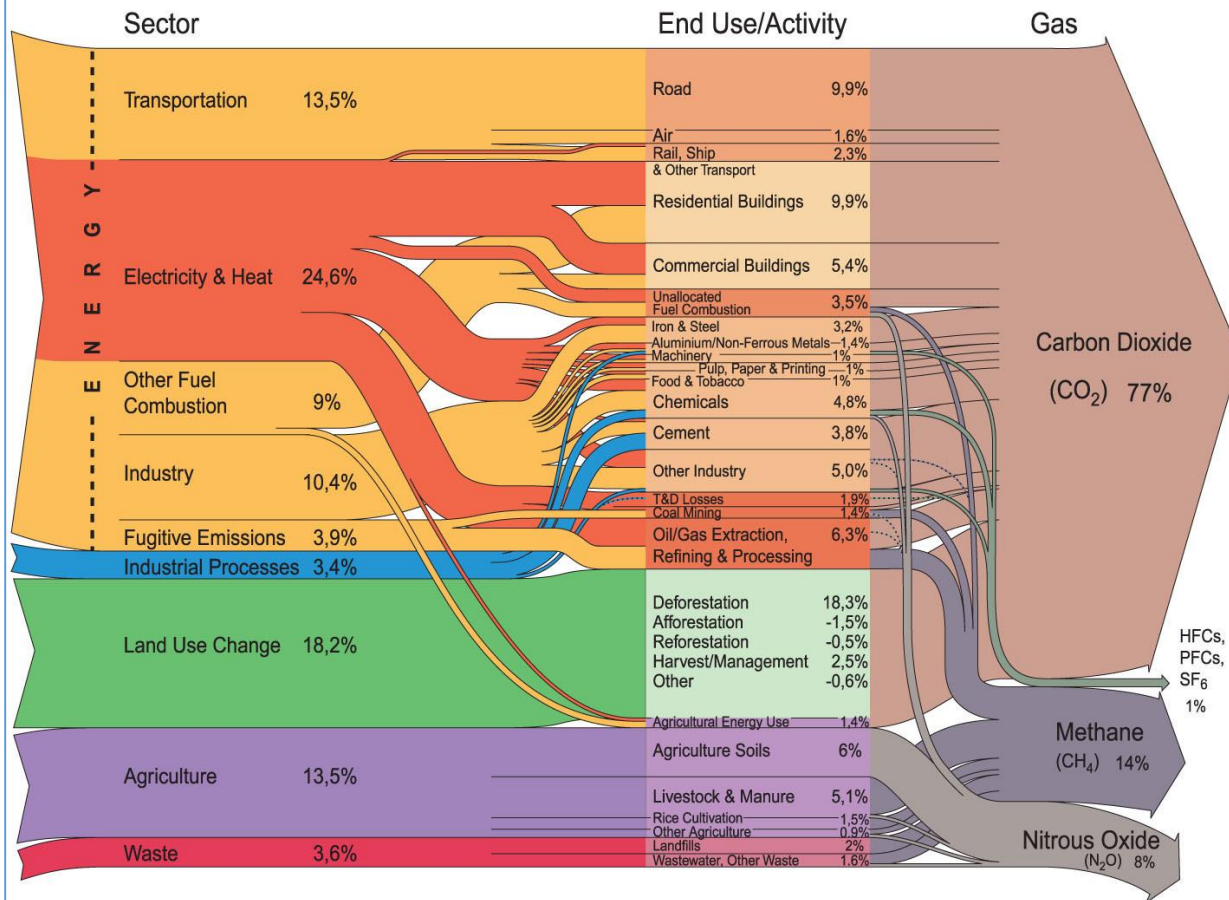 Sector
End Use/Activity
Gas
E N E R G Y
Transportation 13,5%
Electricity & Heat 24,6%
Other Fuel
Combustion 9%
Industry 10,4%
Fugitive Emissions 3,9%
Industrial Processes 3,4%
Land Use Change 18,2%
Agriculture 13,5%
Waste 3,6%
Road 9,9%
Air 1,6%
Rail, Ship 2,3%
& Other Transport
Residential Buildings 9,9%
Commercial Buildings 5,4%
Unallocated
Fuel Combustion 3,5%
Iron & Steel 3,2%
Aluminium/Non-Ferrous Metals 1,4%
Machinery 1%
Pulp, Paper & Printing 1%
Food & Tobacco 1%
Chemicals 4,8%
Cement 3,8%
Other Industry 5,0%
T&D Losses 1,9%
Coal Mining 1,4%
Oil/Gas Extraction, 6,3%
Refining & Processing
Deforestation 18,3%
Afforestation -1,5%
Reforestation -0,5%
Harvest/Management 2,5%
Other -0,6%
Agricultural Energy Use 1,4%
Agriculture Soils 6%
Livestock & Manure 5,1%
Rice Cultivation 1,5%
Other Agriculture 0.9%
Landfills 2%
Wastewater, Other Waste 1.6%
Carbon Dioxide
(CO₂) 77%
HFCs,
PFCs,
SF₆
1%
Methane
(CH₄) 14%
Nitrous Oxide
(N₂O) 8%